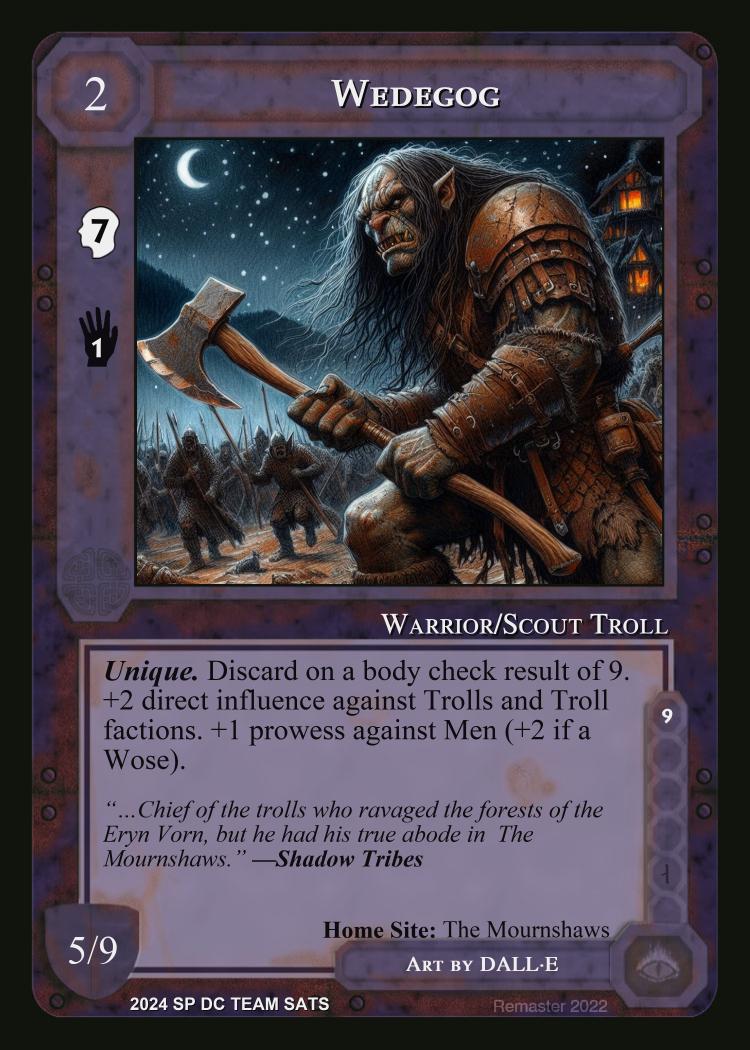 2
Wedegog
7
1
Warrior/Scout Troll
Unique. Discard on a body check result of 9.
+2 direct influence against Trolls and Troll
factions. +1 prowess against Men (+2 if a
Wose).
9
“...Chief of the trolls who ravaged the forests of the
Eryn Vorn, but he had his true abode in The
Mournshaws.” —Shadow Tribes
Home Site: The Mournshaws
5/9
Art by DALL·E
2024 SP DC TEAM SATS
Remaster 2022